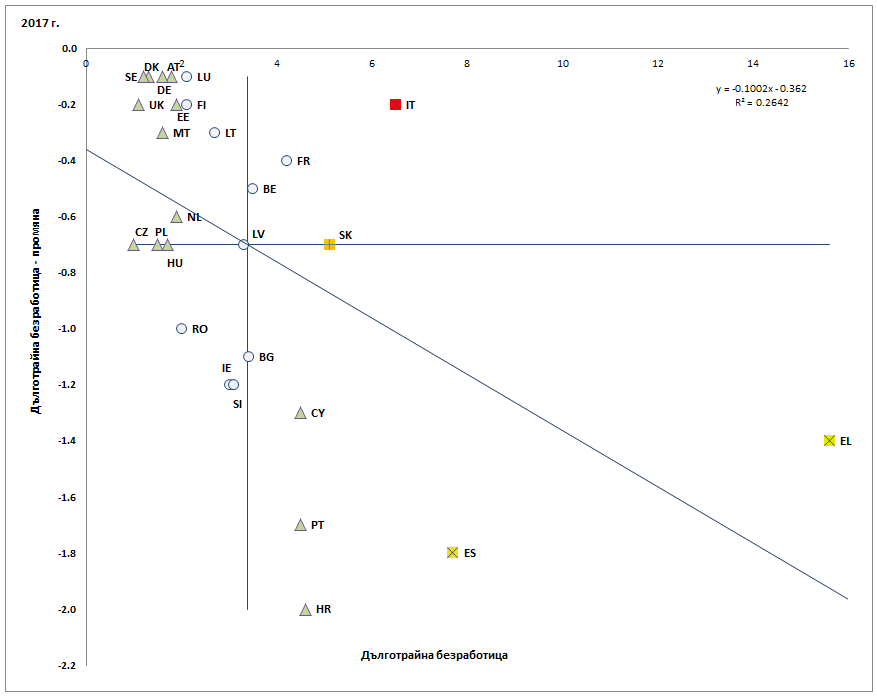 2017 г.
0.0
0 2 4 6 8 10 12 14 16
DK AT
SE LU
DE
y = -0.1002x - 0.362
R² = 0.2642
-0.2
UK FI IT
EE
MT LT
-0.4
FR
BE
-0.6
NL
CZ PL LV SK
HU
-0.8
-1.0
RO
BG
IE
-1.2
SI
CY
-1.4
EL
-1.6
PT
-1.8
ES
-2.0
HR
-2.2
Дълготрайна безработица - промяна
Дълготрайна безработица